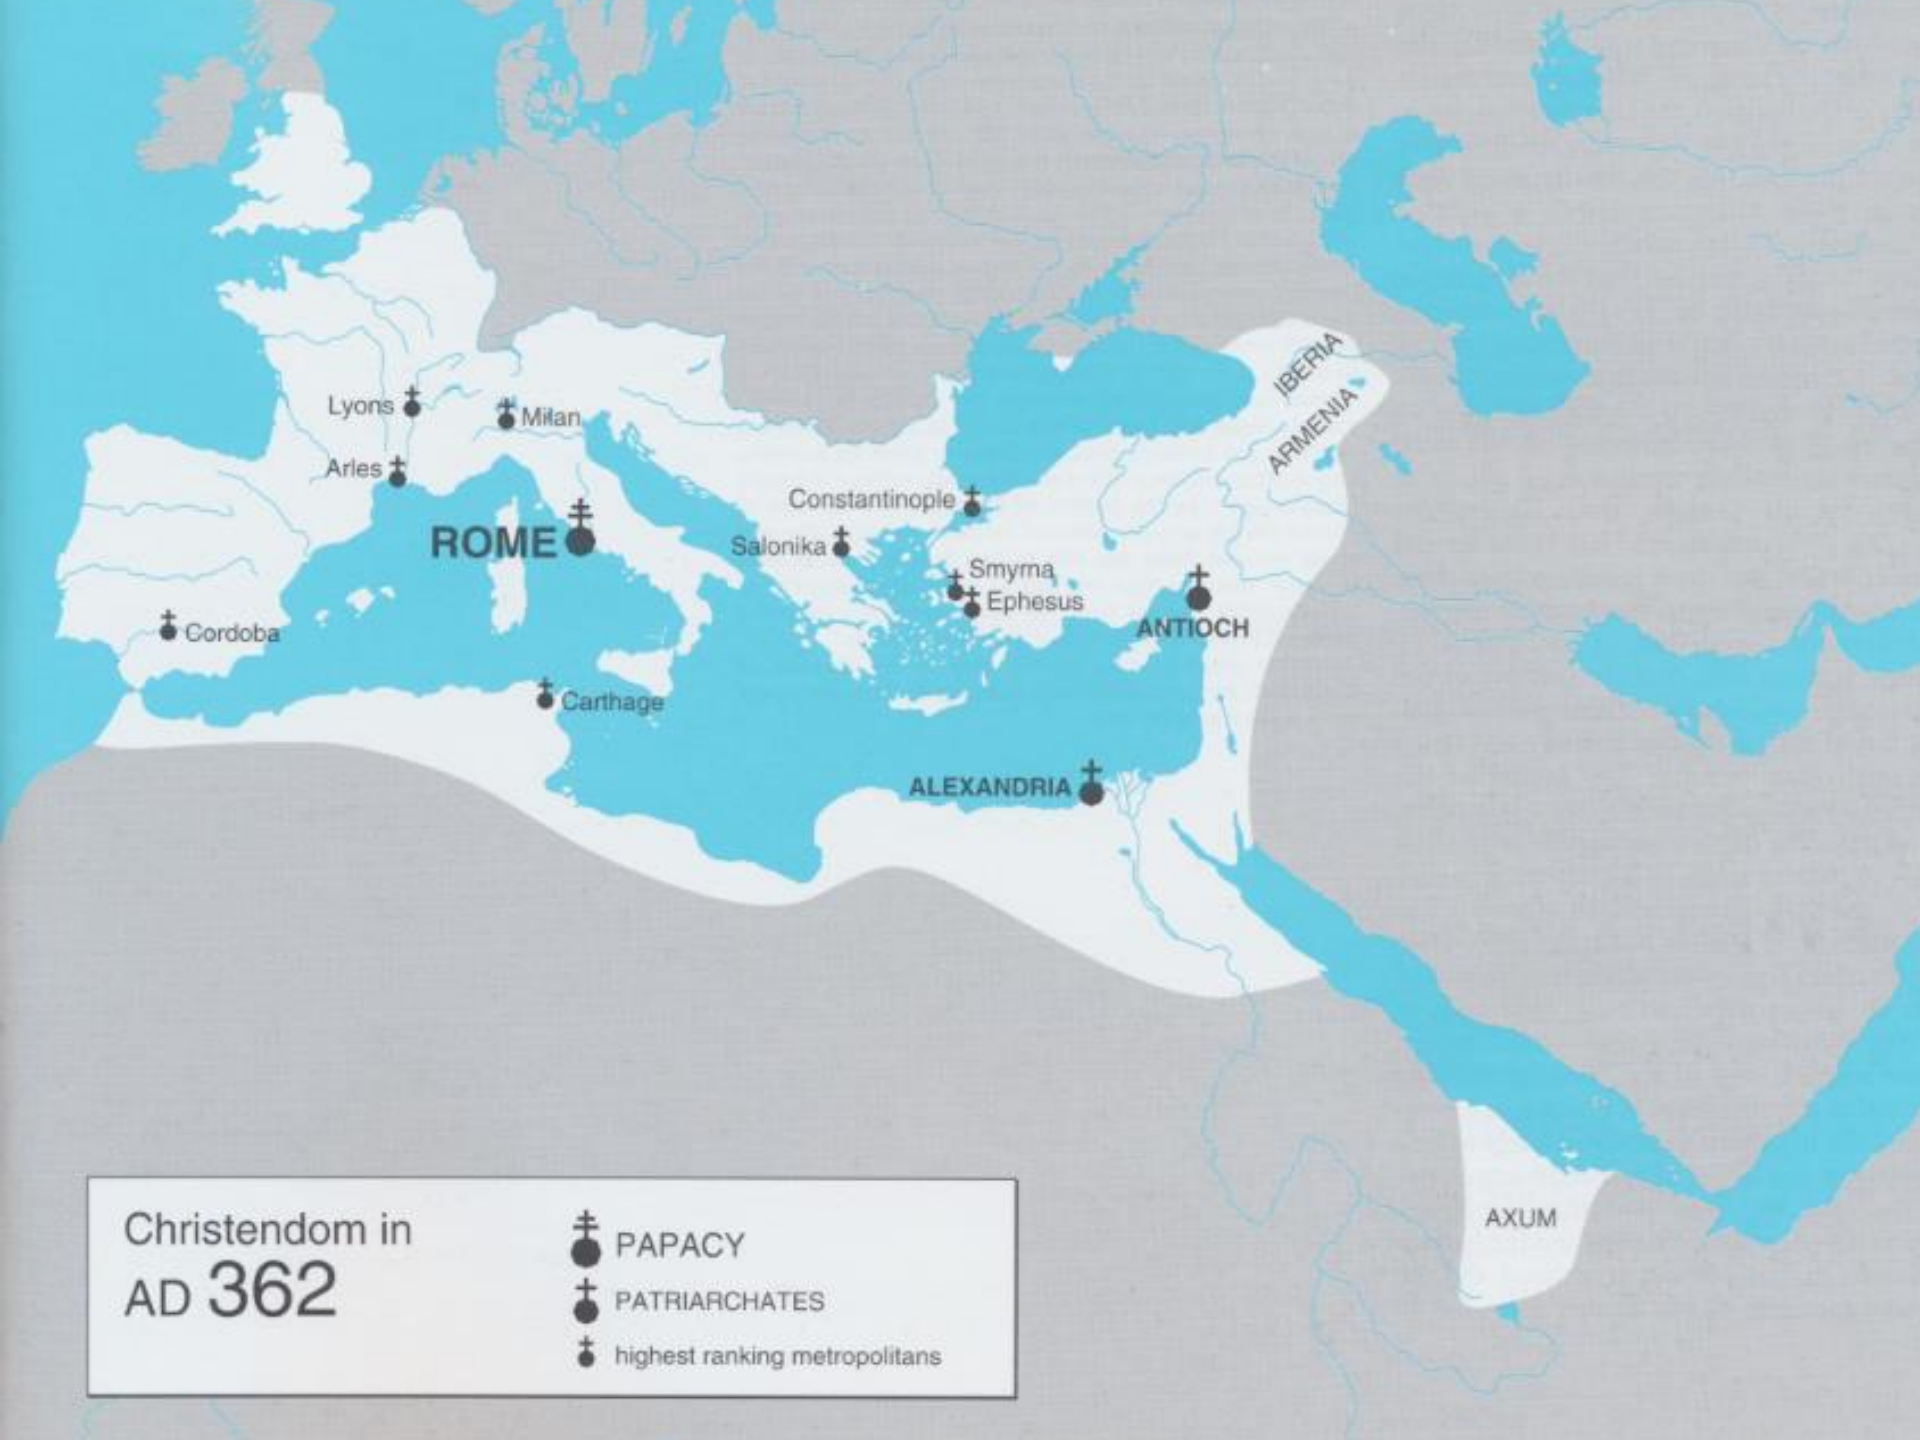 IBERIA
ARMENIA
Lyons
Milan
Arles
Constantinople
ROME
Salonika
Smyrna
Ephesus
ANTIOCH
Cordoba
Carthage
ALEXANDRIA
AXUM
Christendom in
AD 362
PAPACY
PATRIARCHATES
highest ranking metropolitans